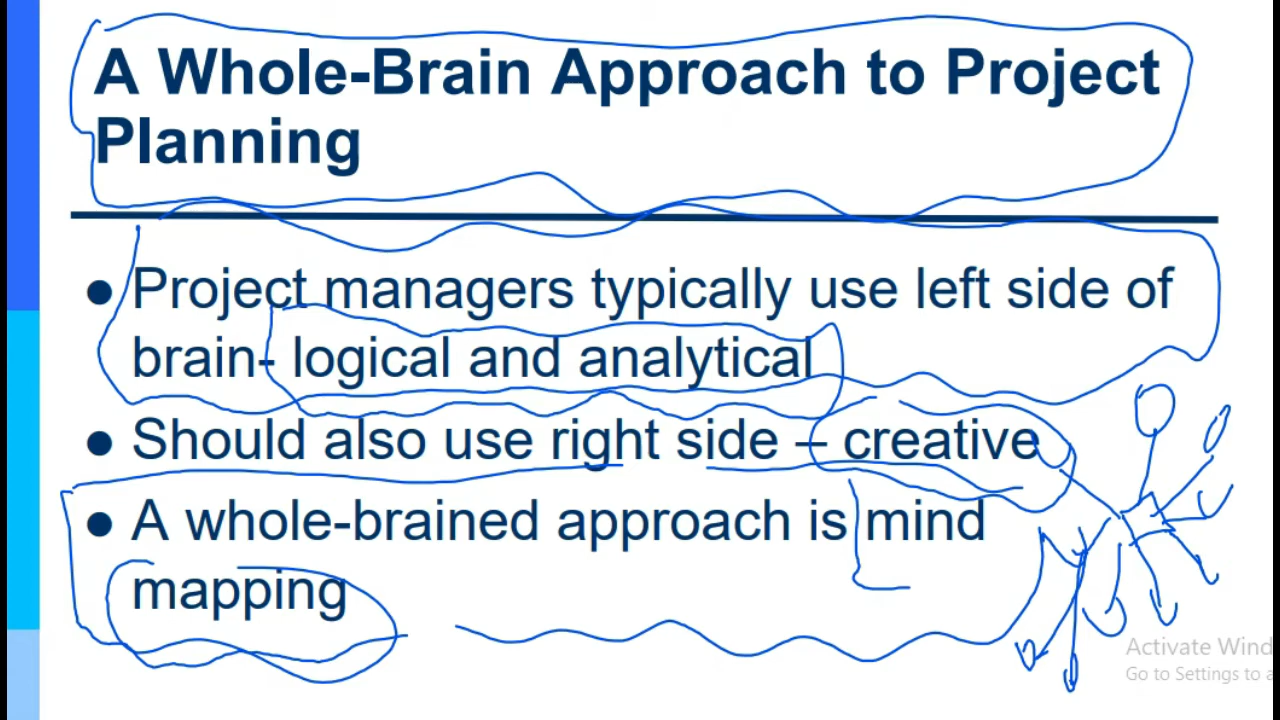 A Whole-Brain Approach to Project
Planning
● Project managers typically use left side of
brain- logical and analytical
● Should also use right side – creative
● A whole-brained approach is mind
mapping
Activate Wind
Go to Settings to a